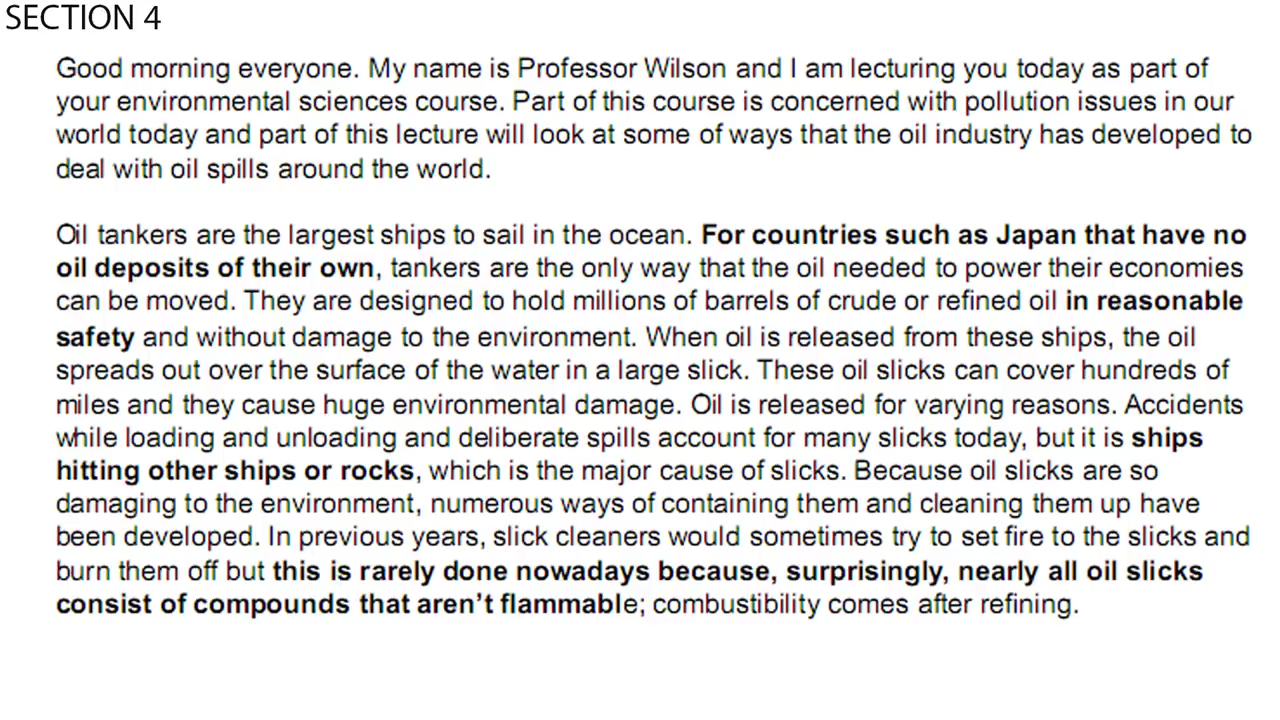 SECTION 4
Good morning everyone. My name is Professor Wilson and I am lecturing you today as part of
your environmental sciences course. Part of this course is concerned with pollution issues in our
world today and part of this lecture will look at some of ways that the oil industry has developed to
deal with oil spills around the world.
Oil tankers are the largest ships to sail in the ocean. For countries such as Japan that have no
oil deposits of their own, tankers are the only way that the oil needed to power their economies
can be moved. They are designed to hold millions of barrels of crude or refined oil in reasonable
safety and without damage to the environment. When oil is released from these ships, the oil
spreads out over the surface of the water in a large slick. These oil slicks can cover hundreds of
miles and they cause huge environmental damage. Oil is released for varying reasons. Accidents
while loading and unloading and deliberate spills account for many slicks today, but it is ships
hitting other ships or rocks, which is the major cause of slicks. Because oil slicks are so
damaging to the environment, numerous ways of containing them and cleaning them up have
been developed. In previous years, slick cleaners would sometimes try to set fire to the slicks and
burn them off but this is rarely done nowadays because, surprisingly, nearly all oil slicks
consist of compounds that aren't flammable; combustibility comes after refining.